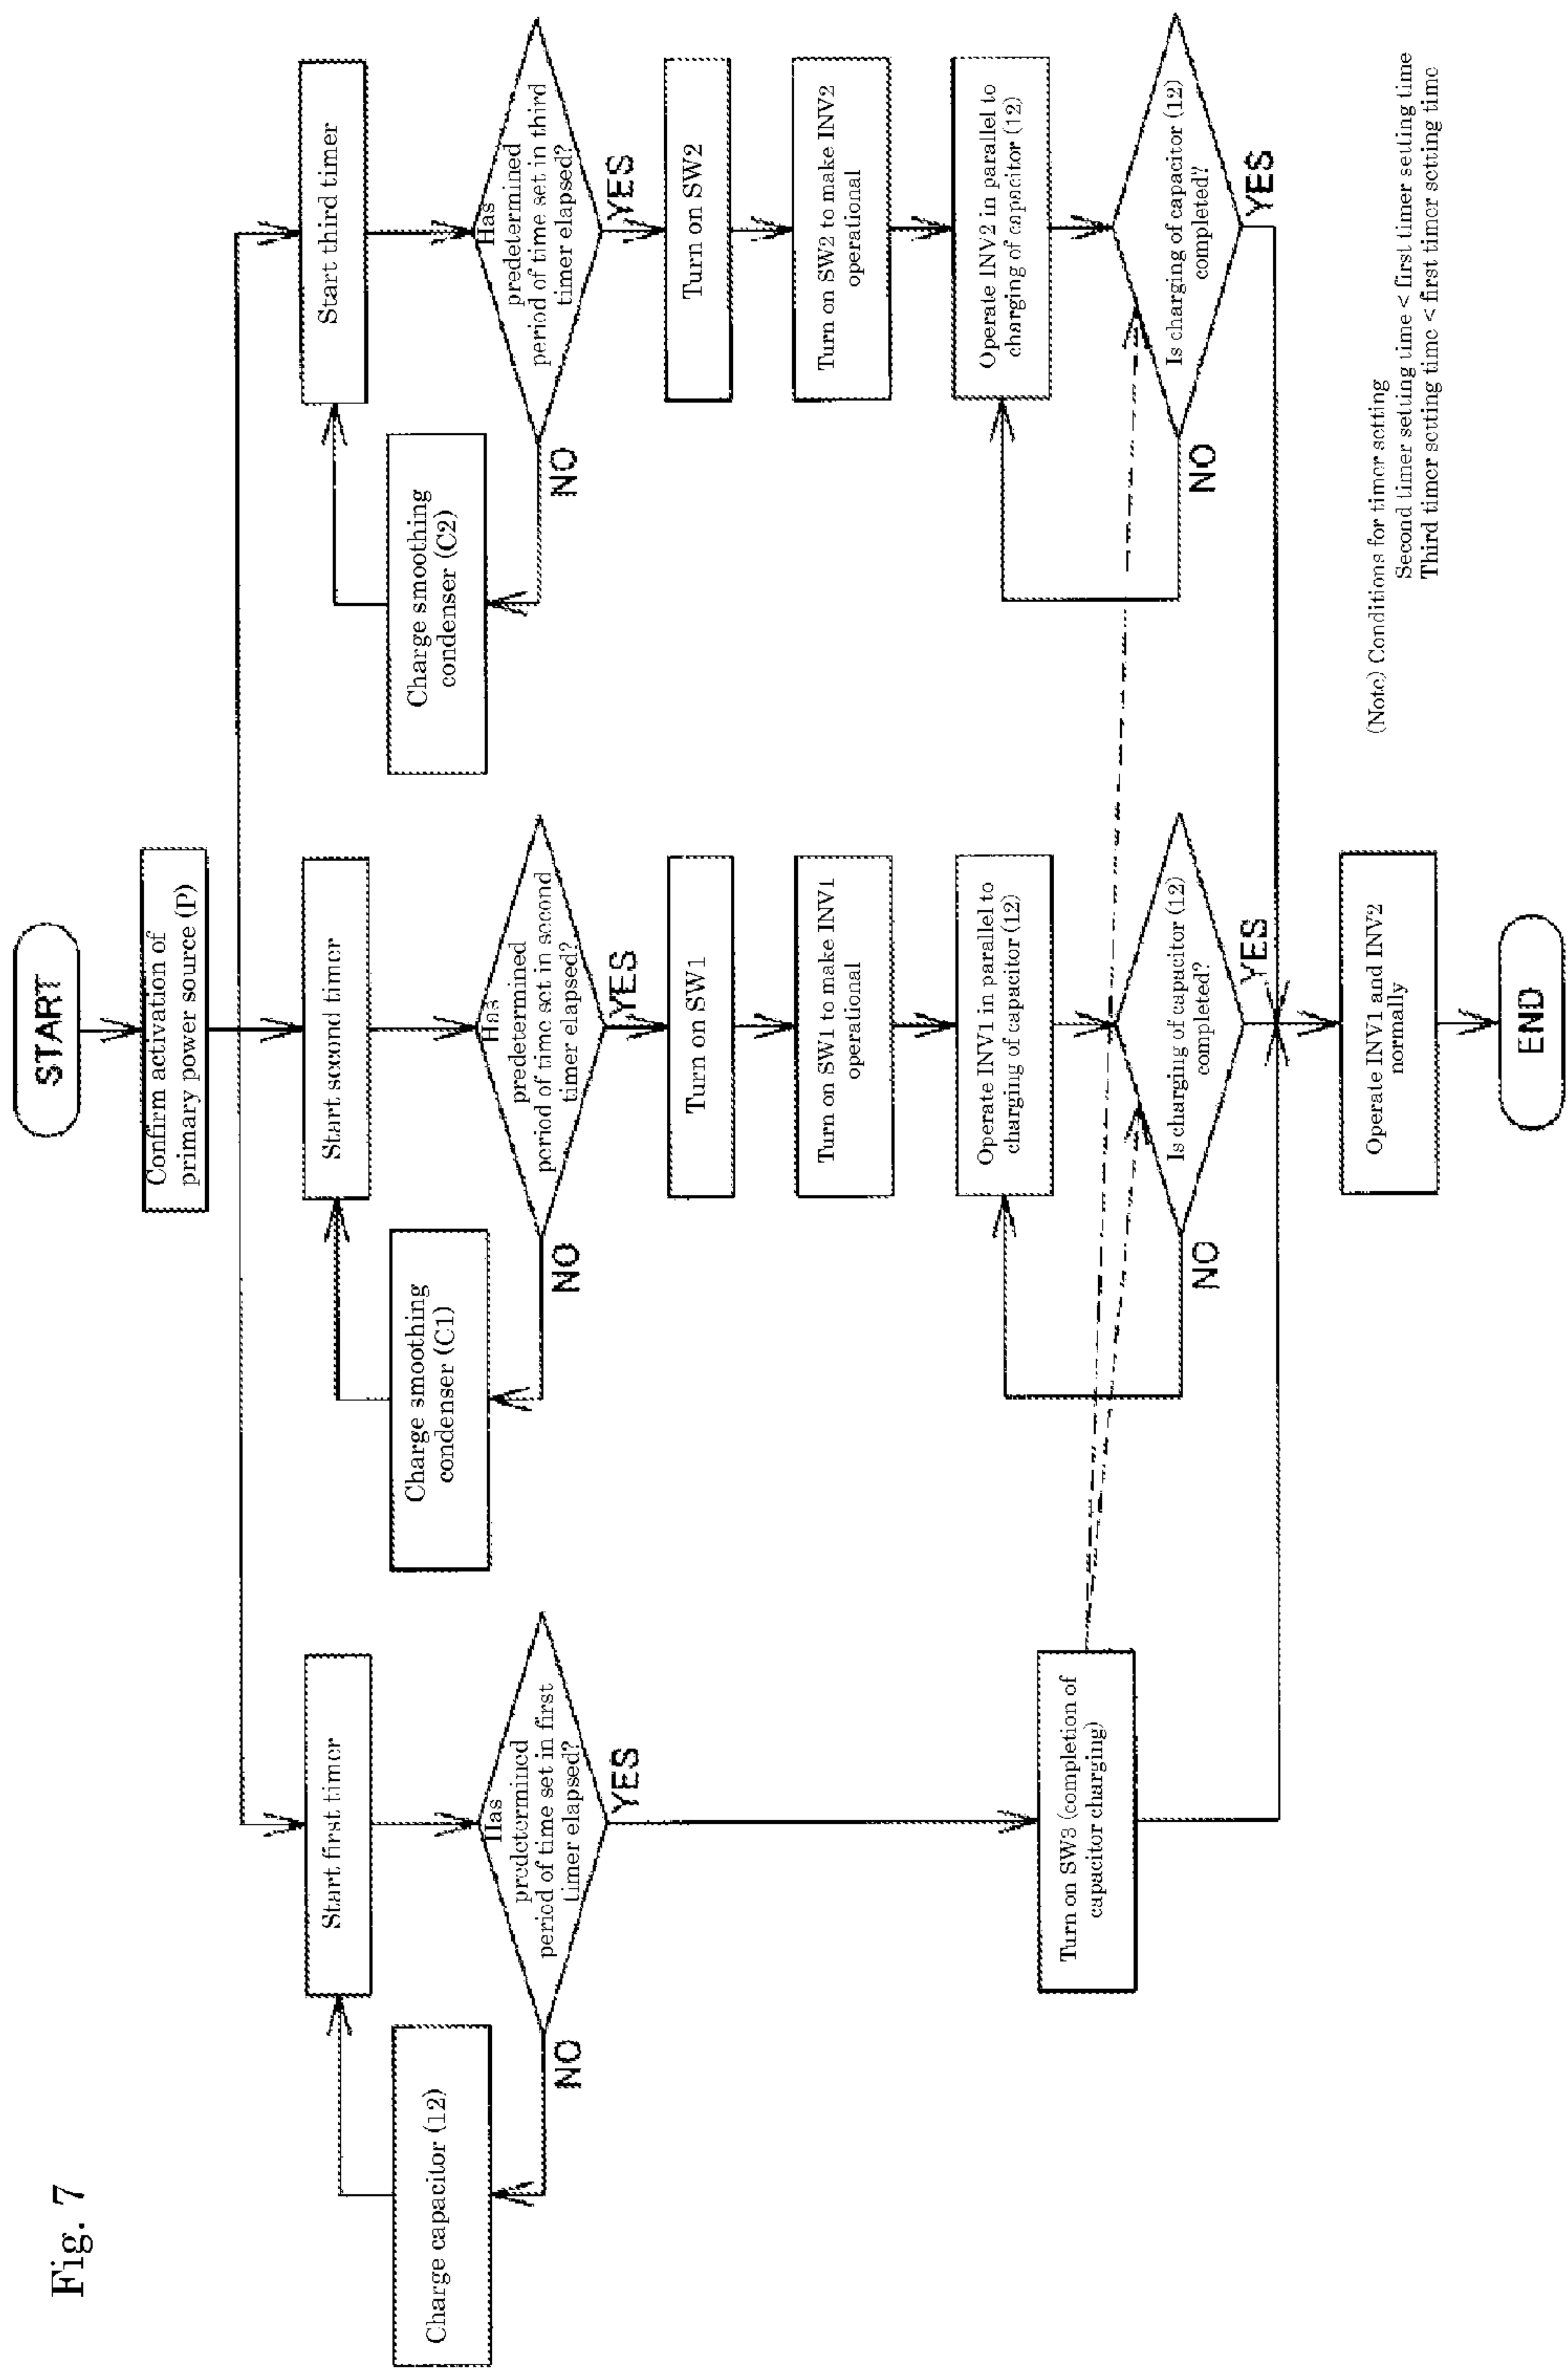 Fig. 7
START
Confirm activation of
primary power source (P)
Start first timer
Has
predetermined
period of time set in first
timer elapsed?
NO
Charge capacitor (12)
YES
Turn on SW3 (completion of
capacitor charging)
Start second timer
Has
predetermined
period of time set in second
timer elapsed?
NO
Charge smoothing
condenser (C1)
YES
Turn on SW1
Turn on SW1 to make INV1
operational
Operate INV1 in parallel to
charging of capacitor (12)
Is charging of capacitor (12)
completed?
NO
YES
Start third timer
Has
predetermined
period of time set in third
timer elapsed?
NO
Charge smoothing
condenser (C2)
YES
Turn on SW2
Turn on SW2 to make INV2
operational
Operate INV2 in parallel to
charging of capacitor (12)
Is charging of capacitor (12)
completed?
NO
YES
Operate INV1 and INV2
normally
END
(Note) Conditions for timer setting
Second timer setting time < first timer setting time
Third timer setting time < first timer setting time